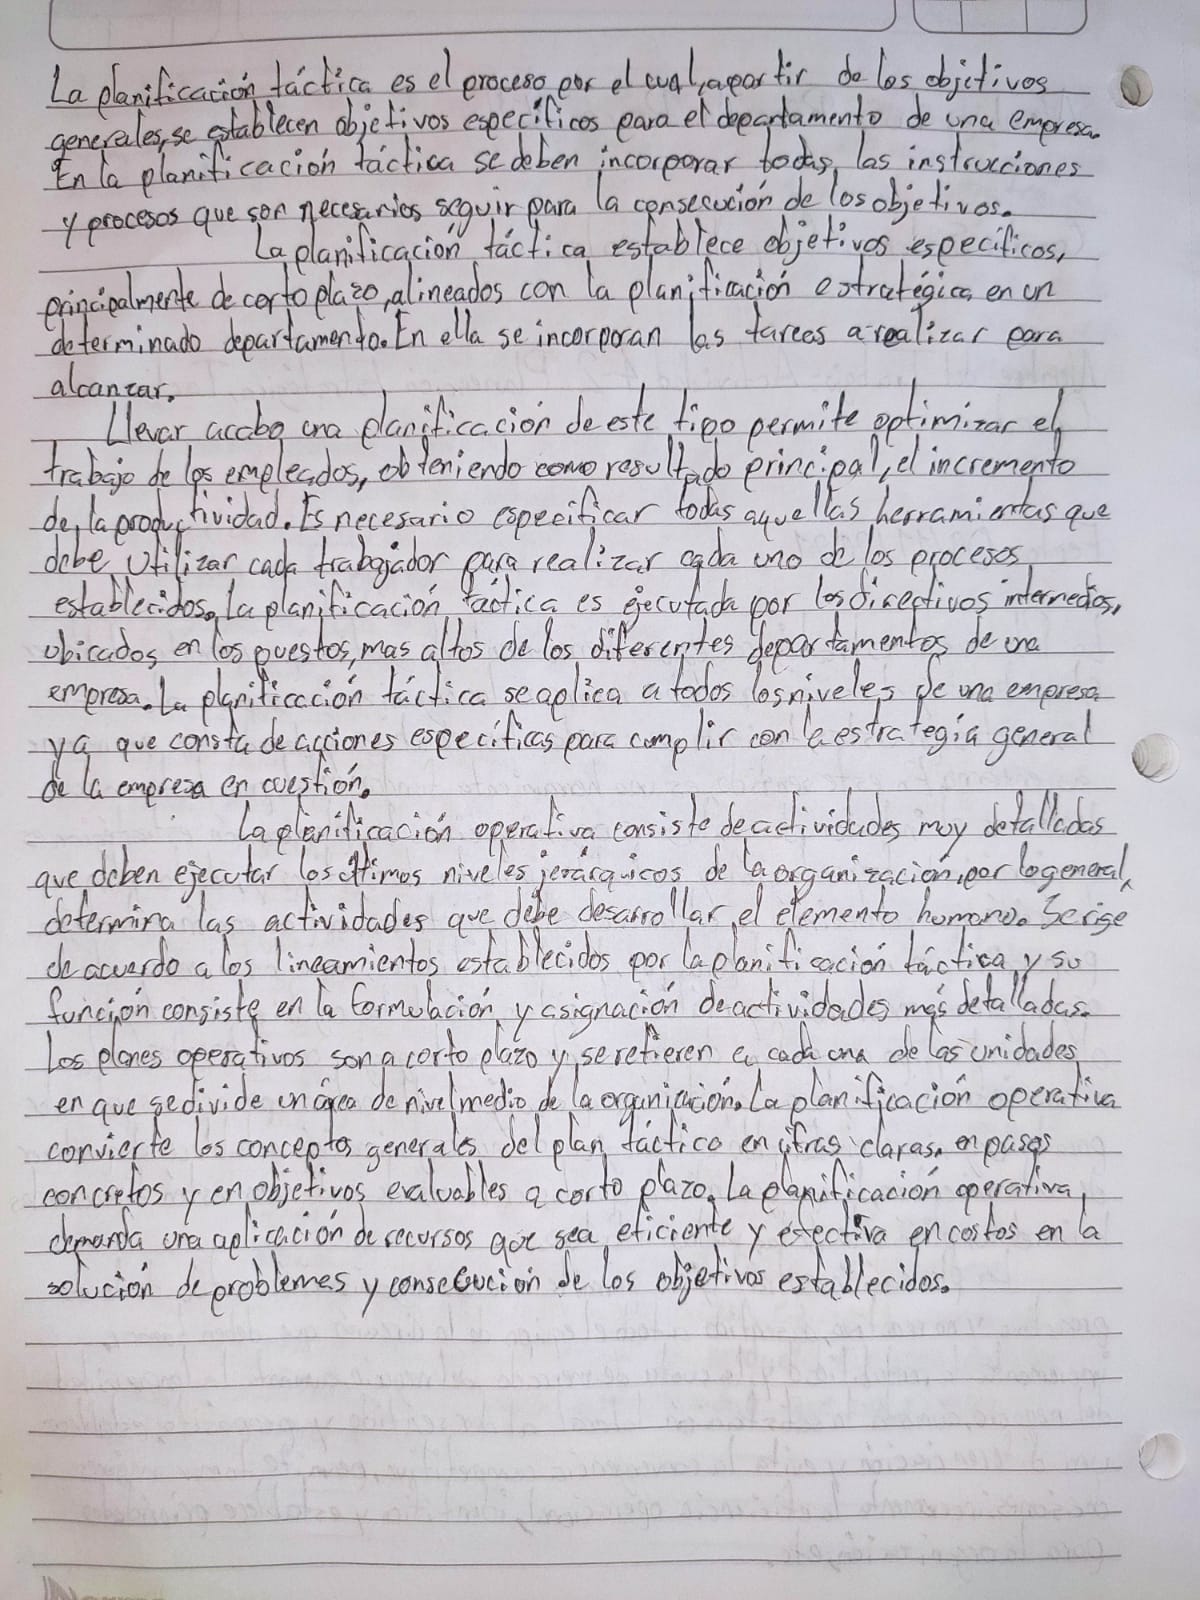 La planificación táctica es el proceso por el cual, apartir de los objetivos
generales, se establecen objetivos específicos para el departamento de una empresa.
En la planificación táctica se deben incorporar todas las instrucciones
y procesos que son necesarios seguir para la consecución de los objetivos.
La planificación táctica establece objetivos específicos,
principalmente de corto plazo, alineados con la planificación estratégica en un
determinado departamento. En ella se incorporan las tareas a realizar para
alcanzar.
Llevar acabo una planificación de este tipo permite optimizar el
trabajo de los empleados, obteniendo como resultado principal, el incremento
de la productividad. Es necesario especificar todas aquellas herramientas que
debe utilizar cada trabajador para realizar cada uno de los procesos
establecidos. La planificación táctica es ejecutada por los directivos intermedios,
ubicados en los puestos, mas altos de los diferentes departamentos de una
empresa. La planificación táctica se aplica a todos los niveles de una empresa
ya que consta de acciones específicas para cumplir con la estrategia general
de la empresa en cuestión.
La planificación operativa consiste de actividades muy detalladas
que deben ejecutar los últimos niveles jerárquicos de la organización, por lo general,
determina las actividades que debe desarrollar el elemento humano. Se rige
de acuerdo a los lineamientos establecidos por la planificación táctica y su
función consiste en la formulación y asignación de actividades más detalladas.
Los planes operativos son a corto plazo y se refieren a cada una de las unidades
en que se divide un área de nivel medio de la organización. La planificación operativa
convierte los conceptos generales del plan táctico en cifras claras, en pasos
concretos y en objetivos evaluables a corto plazo. La planificación operativa,
demanda una aplicación de recursos que sea eficiente y efectiva en costos en la
solución de problemas y consecución de los objetivos establecidos.